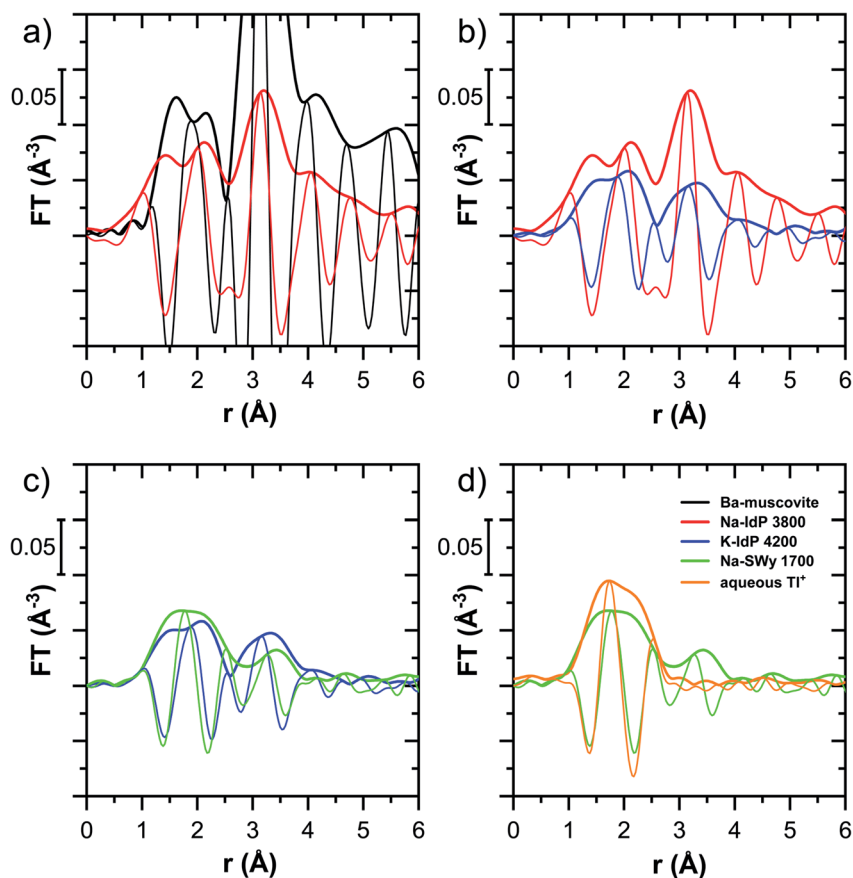 a)
0.05
FT (Å⁻³)
0 1 2 3 4 5 6
r (Å)
b)
0.05
FT (Å⁻³)
0 1 2 3 4 5 6
r (Å)
c)
0.05
FT (Å⁻³)
0 1 2 3 4 5 6
r (Å)
d)
Ba-muscovite
Na-IdP 3800
K-IdP 4200
Na-SWy 1700
aqueous Tl⁺
0.05
FT (Å⁻³)
0 1 2 3 4 5 6
r (Å)